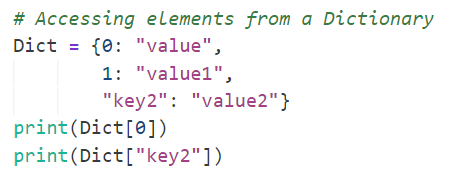 # Accessing elements from a Dictionary
Dict = {0: "value",
        1: "value1",
        "key2": "value2"}
print(Dict[0])
print(Dict["key2"])